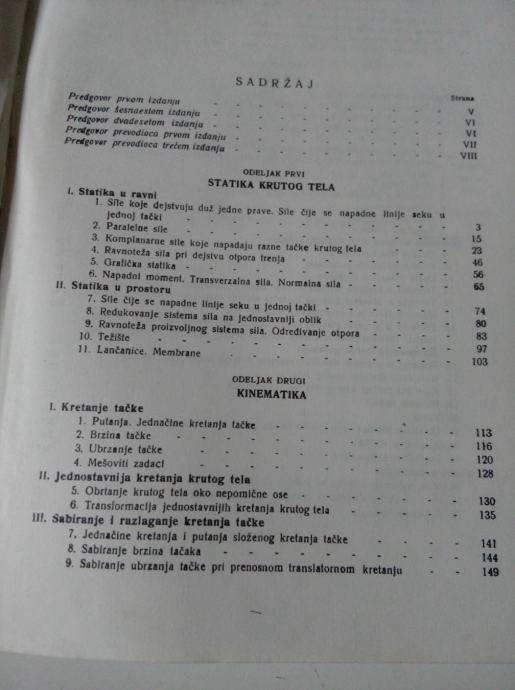 SADRŽAJ
Strana
Predgovor prvom izdanju - - - - - - - - - - V
Predgovor šesnaestom izdanju - - - - - - - - - VI
Predgovor dvadesetom izdanju - - - - - - - - - VI
Predgovor prevodioca prvom izdanju - - - - - - - - VII
Predgovor prevodioca trećem izdanju - - - - - - - - VIII
ODELJAK PRVI
STATIKA KRUTOG TELA
I. Statika u ravni
1. Sile koje dejstvuju duž jedne prave. Sile čije se napadne linije seku u
jednoj tački - - - - - - - - - - 3
2. Paralelne sile - - - - - - - - - - 15
3. Komplanarne sile koje napadaju razne tačke krutog tela - - - - 23
4. Ravnoteža sila pri dejstvu otpora trenja - - - - - - 46
5. Grafička statika - - - - - - - - - - 56
6. Napadni moment. Transverzalna sila. Normalna sila - - - - - 65
II. Statika u prostoru
7. Sile čije se napadne linije seku u jednoj tački - - - - - 74
8. Redukovanje sistema sila na jednostavniji oblik - - - - - 80
9. Ravnoteža proizvoljnog sistema sila. Određivanje otpora - - - - 83
10. Težište - - - - - - - - - - - 97
11. Lančanice. Membrane - - - - - - - - - 103
ODELJAK DRUGI
KINEMATIKA
I. Kretanje tačke
1. Putanja. Jednačine kretanja tačke - - - - - - - 113
2. Brzina tačke - - - - - - - - - - - 116
3. Ubrzanje tačke - - - - - - - - - - - 120
4. Mešoviti zadaci - - - - - - - - - - - 128
II. Jednostavnija kretanja krutog tela
5. Obrtanje krutog tela oko nepomične ose - - - - - - 130
6. Transformacija jednostavnijih kretanja krutog tela - - - - - 135
III. Sabiranje i razlaganje kretanja tačke
7. Jednačine kretanja i putanja složenog kretanja tačke - - - - 141
8. Sabiranje brzina tačaka - - - - - - - - - 144
9. Sabiranje ubrzanja tačke pri prenosnom translatornom kretanju - - 149